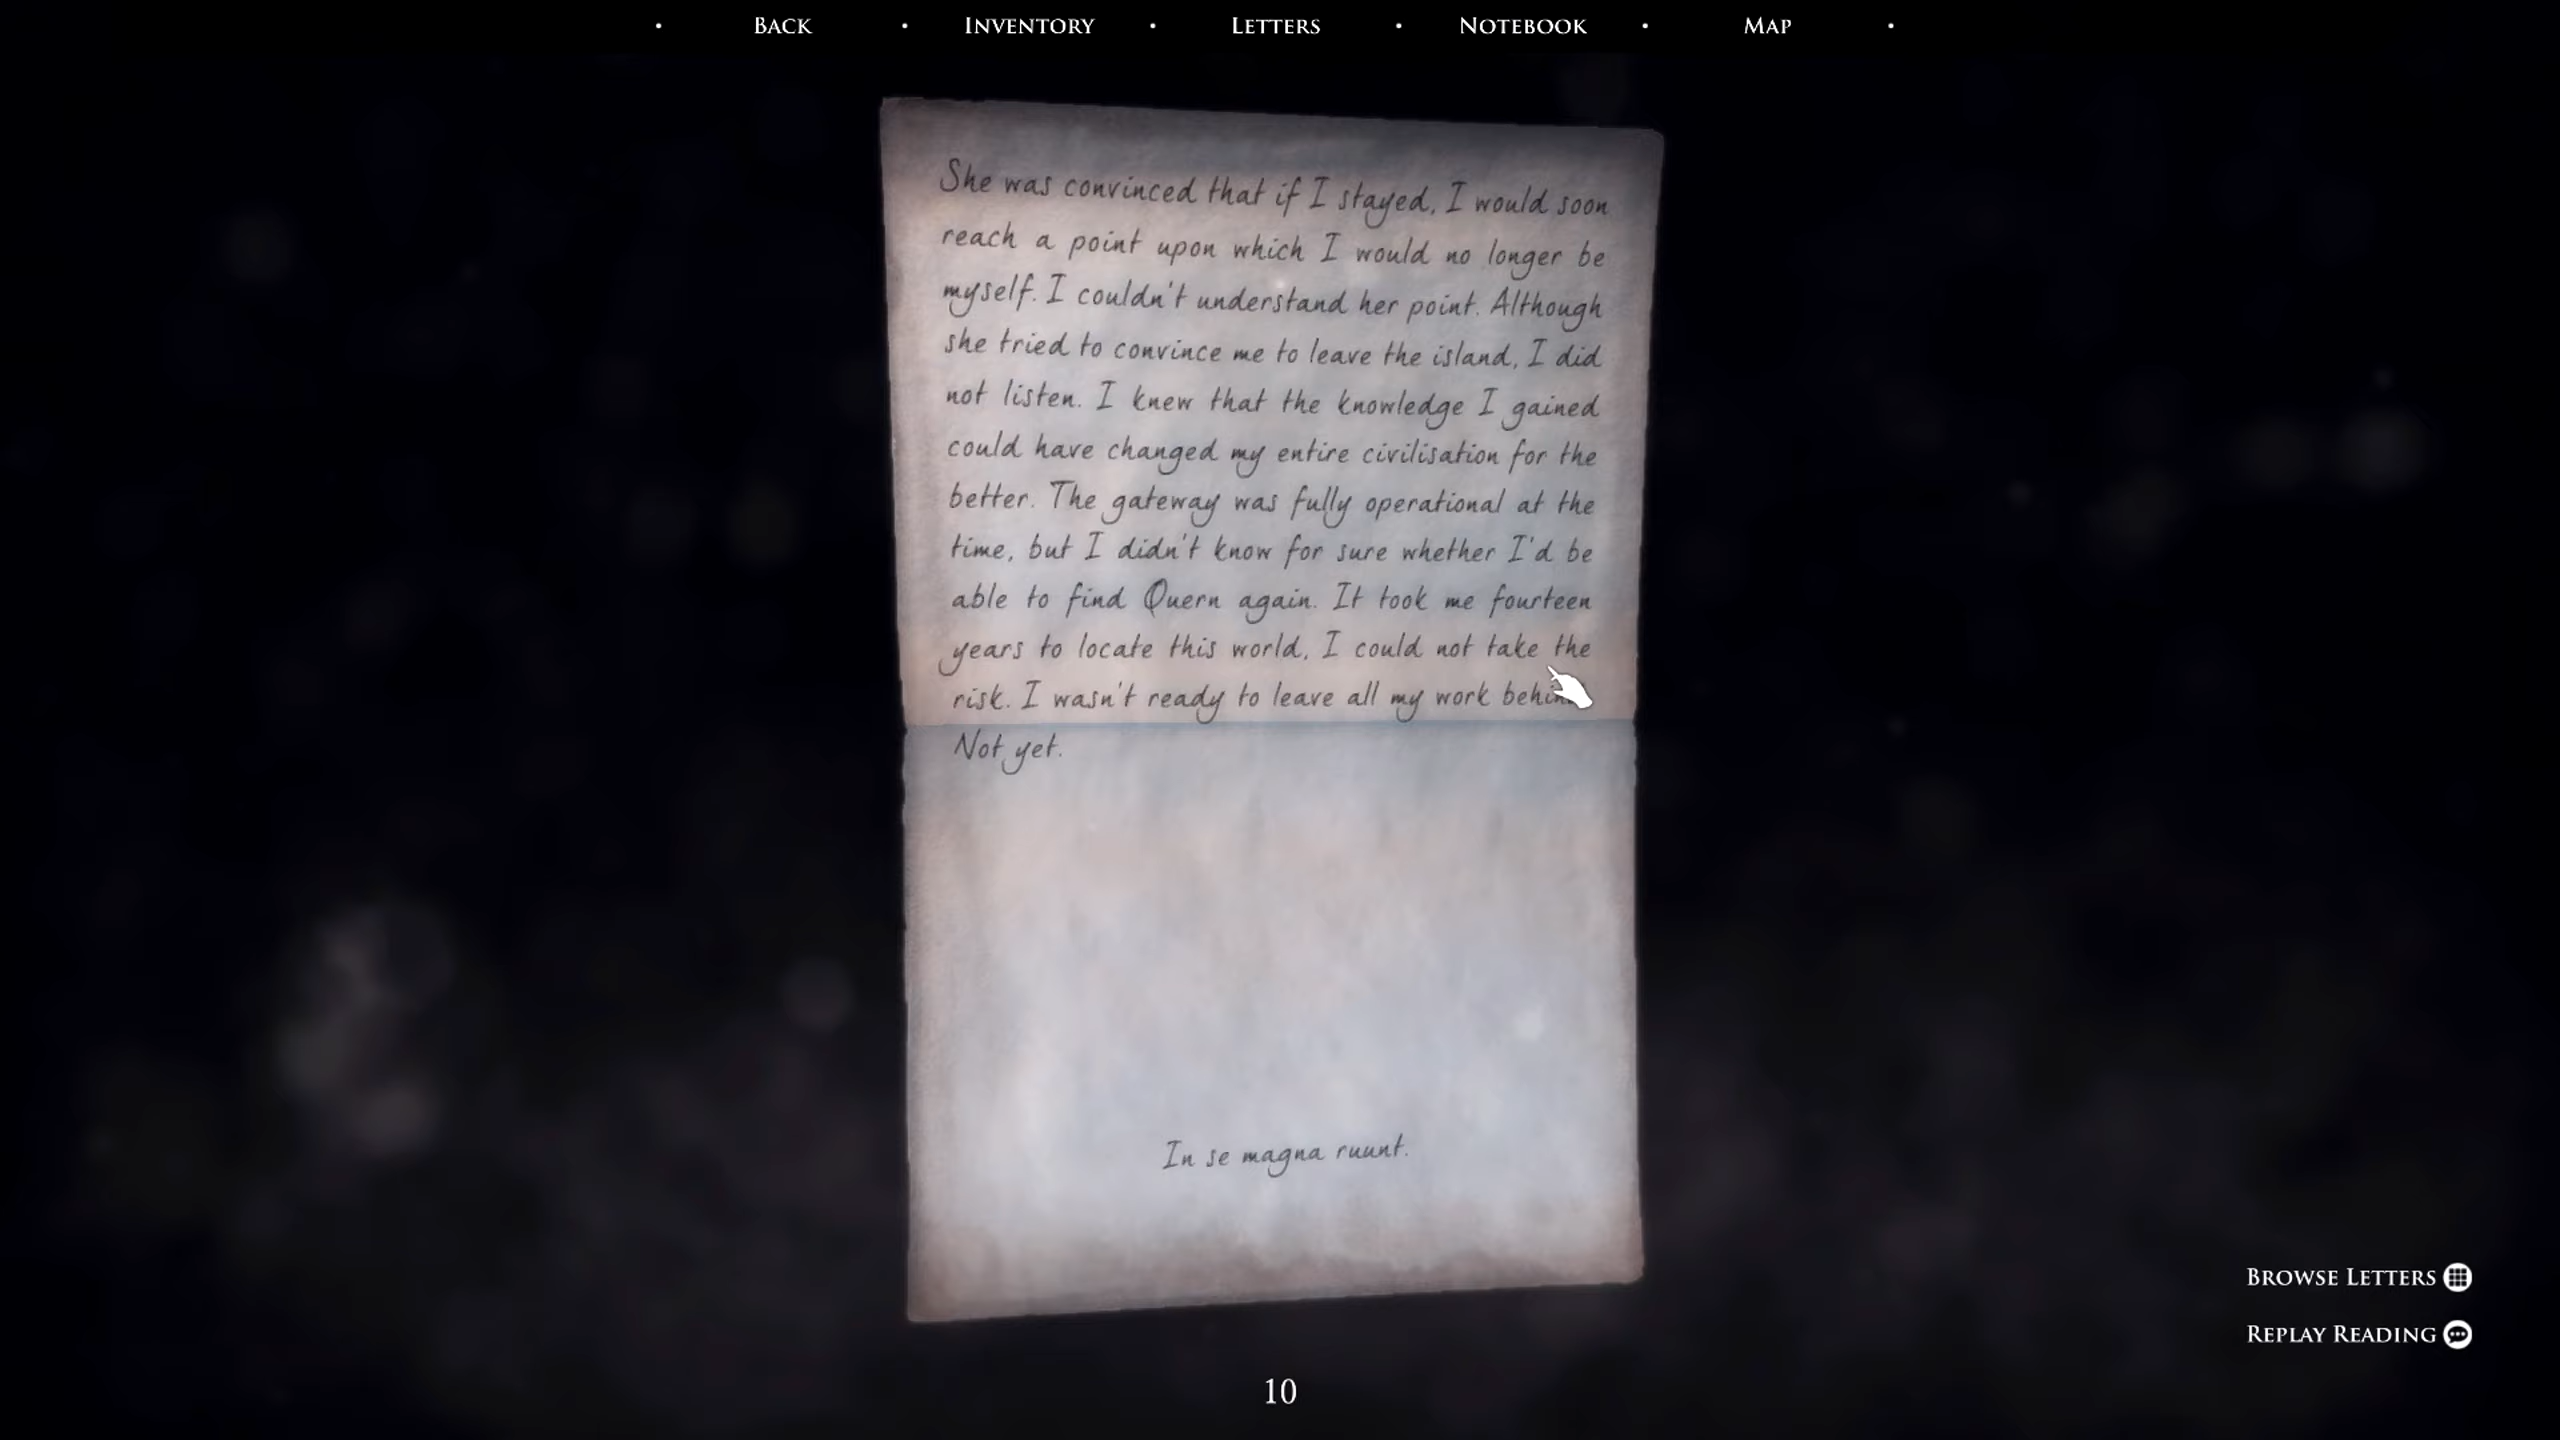 BACK
INVENTORY
LETTERS
NOTEBOOK
MAP
She was convinced that if I stayed, I would soon
reach a point upon which I would no longer be
myself. I couldn't understand her point. Although
she tried to convince me to leave the island, I did
not listen. I knew that the knowledge I gained
could have changed my entire civilisation for the
better. The gateway was fully operational at the
time, but I didn't know for sure whether I'd be
able to find Quern again. It took me fourteen
years to locate this world, I could not take the
risk. I wasn't ready to leave all my work
Not yet.
In se magna ruunt.
BROWSE LETTERS
REPLAY READING
10